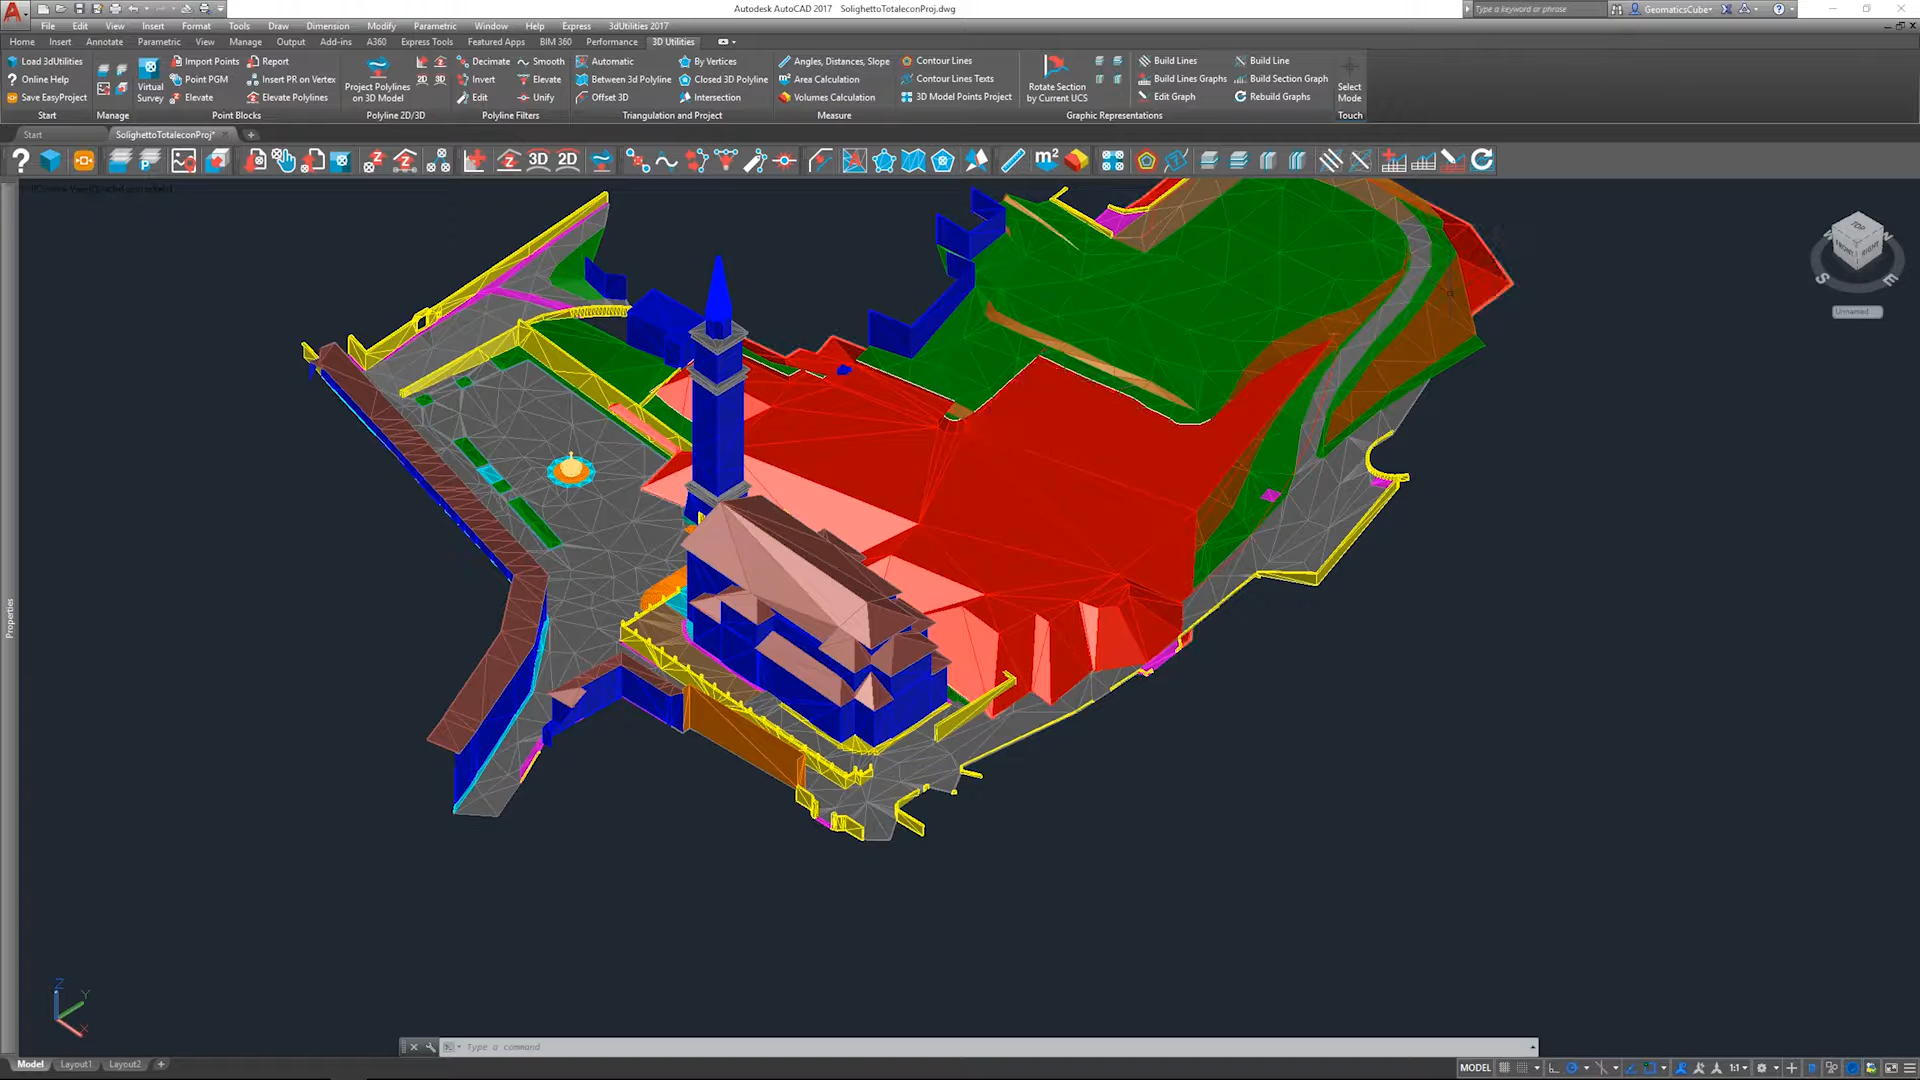 Autodesk AutoCAD 2017 SolighettoTotaleconProj.dwg
Type a keyword or phrase
GeomaticsCube
File Edit View Insert Format Tools Draw Dimension Modify Parametric Window Help Express 3dUtilities 2017
Home Insert Annotate Parametric View Manage Output Add-ins A360 Express Tools Featured Apps BIM 360 Performance 3D Utilities
Load 3dUtilities
Online Help
Save EasyProject
Start
Manage
Virtual
Survey
Import Points
Point PGM
Elevate
Report
Insert PR on Vertex
Elevate Polylines
Point Blocks
Project Polylines
on 3D Model
2D 3D
Polyline 2D/3D
Decimate
Invert
Edit
Smooth
Elevate
Unify
Polyline Filters
Automatic
Between 3d Polyline
Offset 3D
By Vertices
Closed 3D Polyline
Intersection
Triangulation and Project
Angles, Distances, Slope
Area Calculation
Volumes Calculation
Measure
Contour Lines
Contour Lines Texts
3D Model Points Project
Rotate Section
by Current UCS
Build Lines
Build Lines Graphs
Edit Graph
Build Line
Build Section Graph
Rebuild Graphs
Graphic Representations
Select
Mode
Touch
Start
SolighettoTotaleconProj*
3D 2D
m²
TOP
FRONT
RIGHT
S
E
Unnamed
Properties
Z
Y
X
Type a command
Model Layout1 Layout2
MODEL
1:1